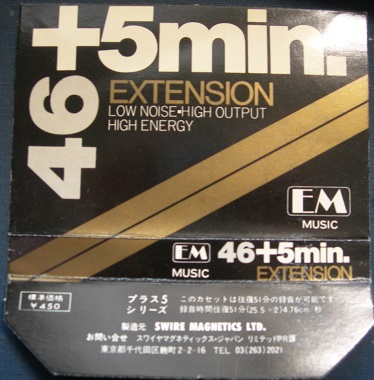 46+5min.
EXTENSION
LOW NOISE•HIGH OUTPUT
HIGH ENERGY
EM
MUSIC
EM
MUSIC
46+5min.
EXTENSION
標準価格
¥450
プラス5
シリーズ
このカセットは往復51分の録音が可能です
録音時間往復51分(25.5×2)4.76cm/秒
製造元 SWIRE MAGNETICS LTD.
お問い合せ スワイヤマグネティックス・ジャパン リミテッドPR課
東京都千代田区麹町2-2-16 TEL 03(263)2021